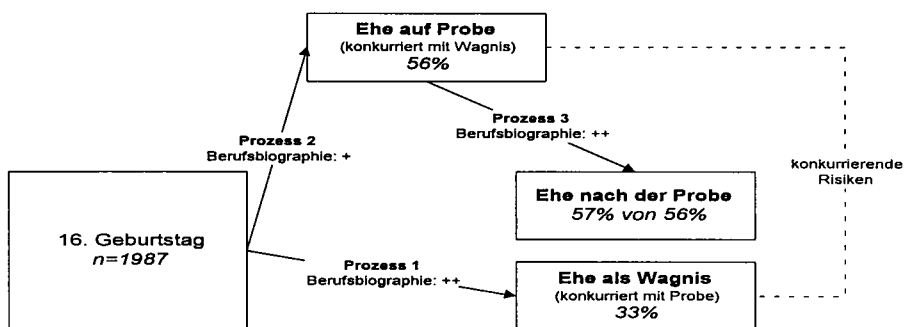 Ehe auf Probe
(konkurriert mit Wagnis)
56%
Prozess 3
Berufsbiographie: ++
Prozess 2
Berufsbiographie: +
konkurrierende
Risiken
Ehe nach der Probe
57% von 56%
16. Geburtstag
n=1987
Prozess 1
Berufsbiographie: ++
Ehe als Wagnis
(konkurriert mit Probe)
33%